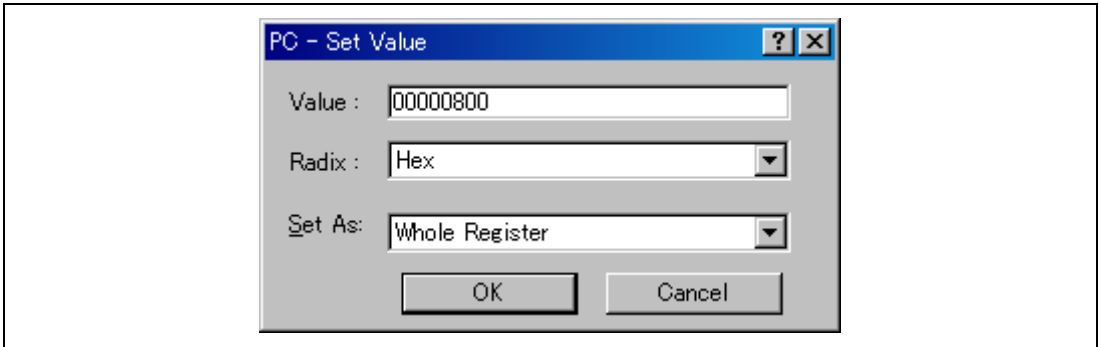 PC - Set Value
Value : 00000800
Radix : Hex
Set As: Whole Register
OK Cancel